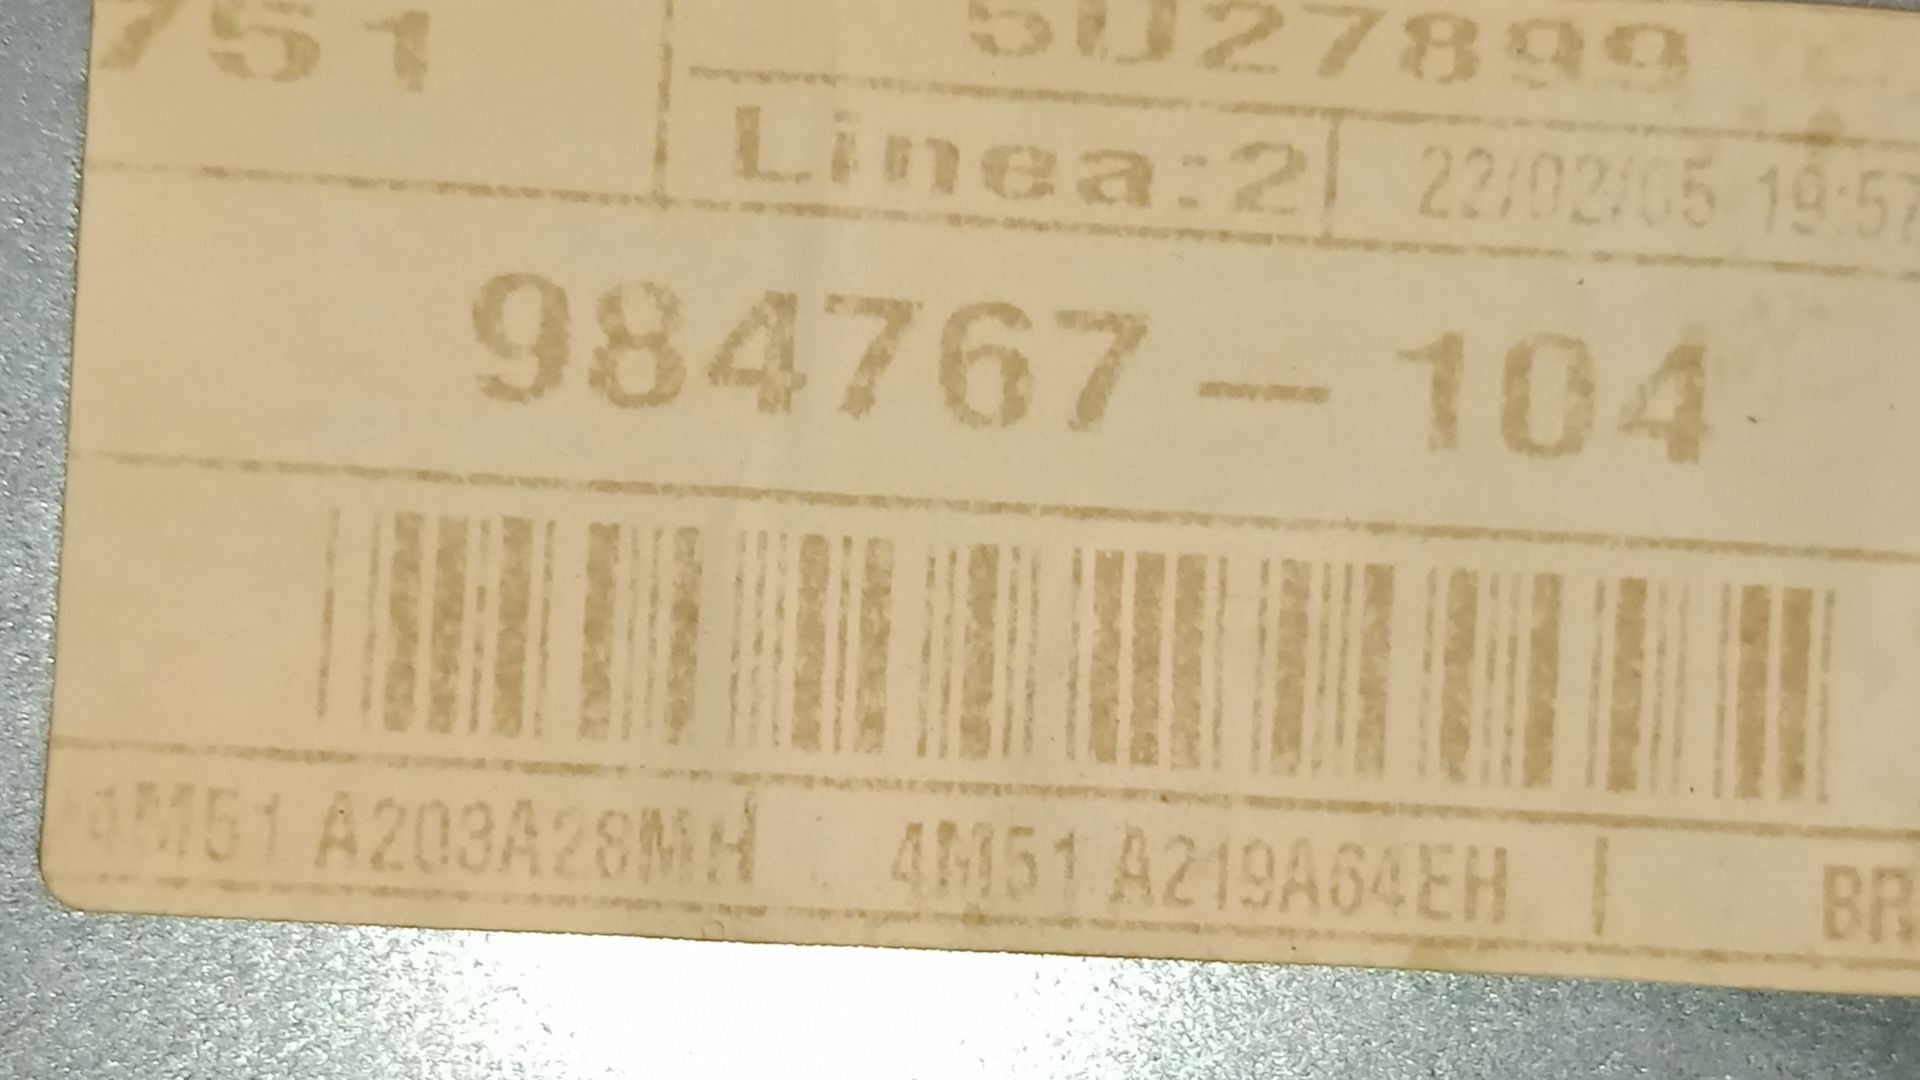 751 5U27899
Linea:2 22/02/05 19:57
984767-104
4M51 A203A28MH 4M51 A219A64EH BR